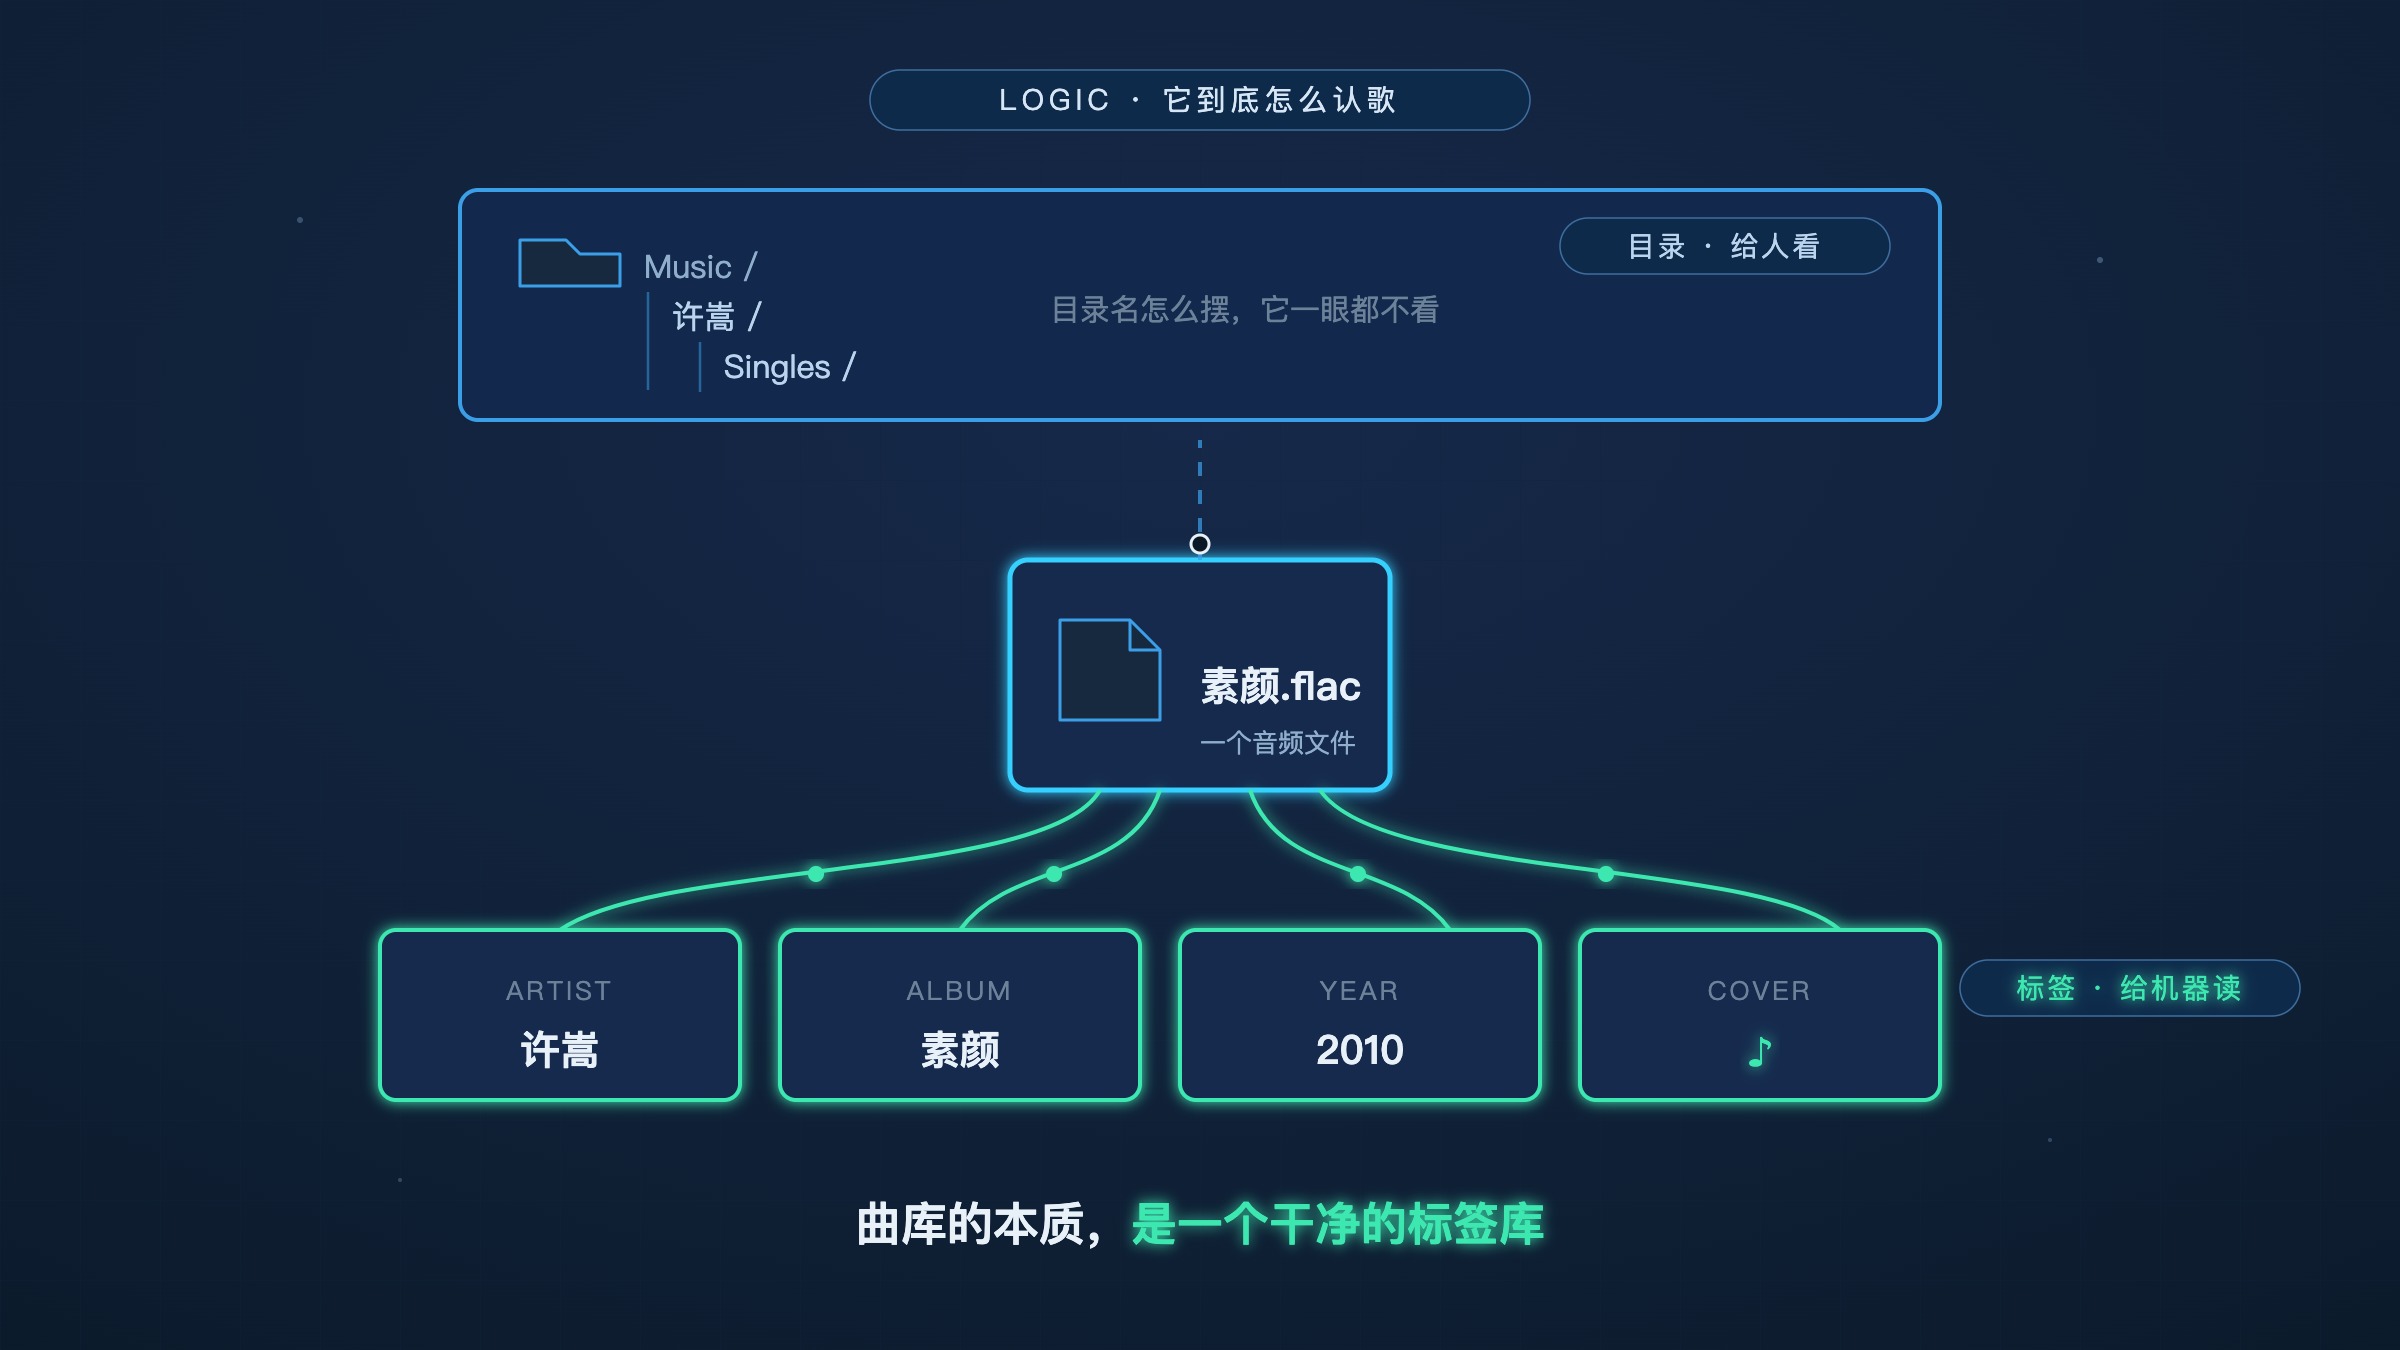 LOGIC · 它到底怎么认歌
目录 · 给人看
Music /
许嵩 /
Singles /
目录名怎么摆，它一眼都不看
素颜.flac
一个音频文件
ARTIST
许嵩
ALBUM
素颜
YEAR
2010
COVER
♪
标签 · 给机器读
曲库的本质，是一个干净的标签库